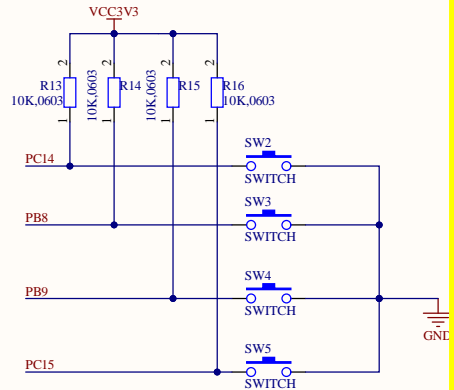 VCC3V3
2 2 2 2
R13 R14 R15 R16
10K,0603 10K,0603 10K,0603 10K,0603
1 1 1 1
SW2
PC14
SWITCH
SW3
PB8
SWITCH
SW4
PB9
SWITCH
GND
SW5
PC15
SWITCH